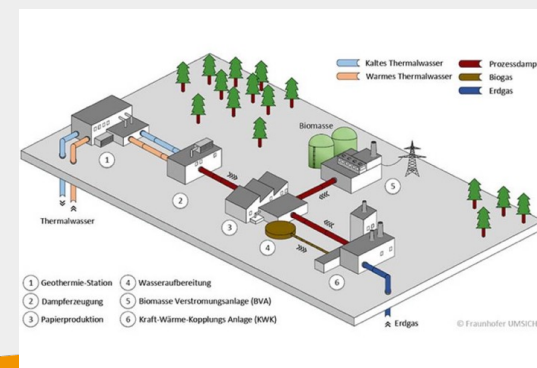 Kaltes Thermalwasser
Warmes Thermalwasser
Prozessdampf
Biogas
Erdgas
Biomasse
1
2
3
4
5
6
Thermalwasser
Erdgas
1 Geothermie-Station
2 Dampferzeugung
3 Papierproduktion
4 Wasseraufbereitung
5 Biomasse Verstromungsanlage (BVA)
6 Kraft-Wärme-Kopplungs Anlage (KWK)
© Fraunhofer UMSICH